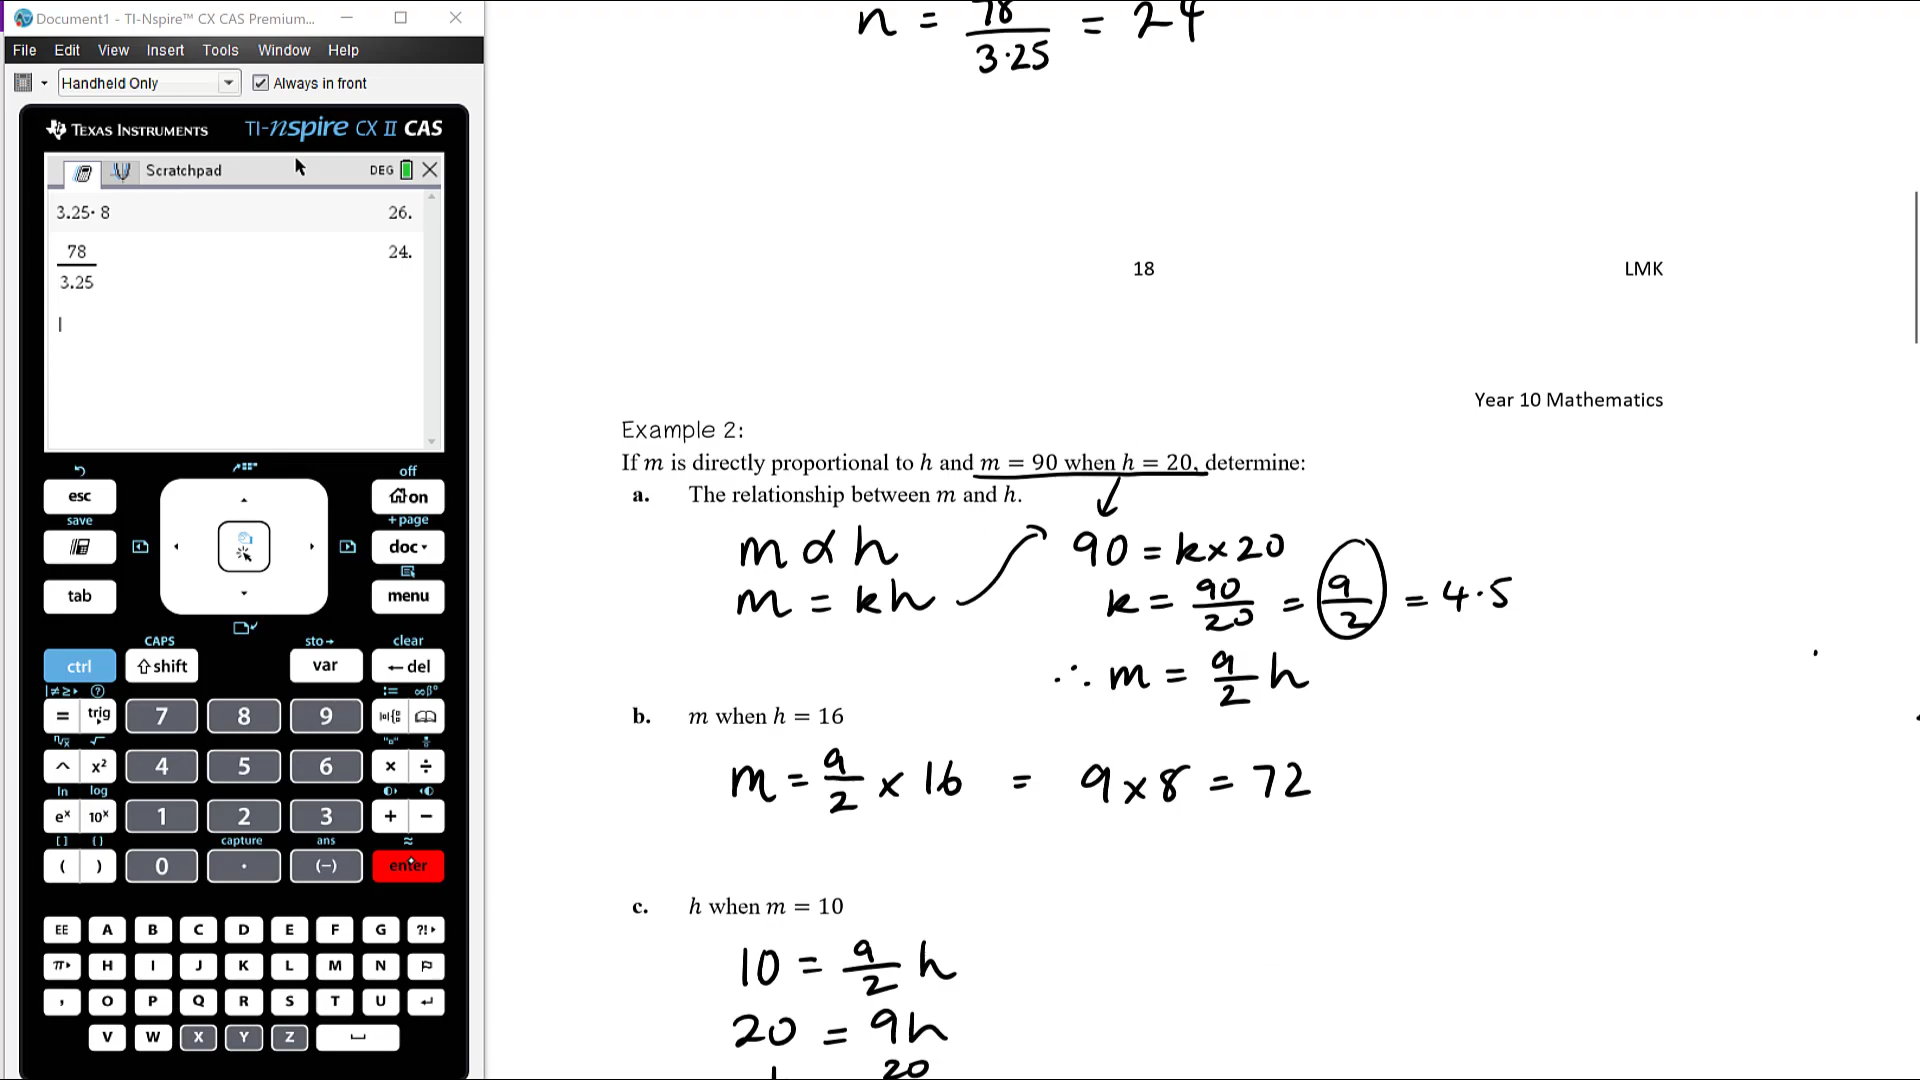 Document1 - TI-Nspire™ CX CAS Premium...
File Edit View Insert Tools Window Help
Handheld Only Always in front
TEXAS INSTRUMENTS TI-nspire CX II CAS
Scratchpad DEG
3.25·8 26.
78/3.25 24.
off
esc on
save +page
doc
tab menu
CAPS sto→ clear
ctrl shift var ←del
= trig 7 8 9
^ x² 4 5 6 × ÷
ln log
eˣ 10ˣ 1 2 3 + −
[] {} capture ans ≈
( ) 0 . (−) enter
EE A B C D E F G ?!
π H I J K L M N
, O P Q R S T U
V W X Y Z
n = 78/3·25 = 24
18 LMK
Year 10 Mathematics
Example 2:
If m is directly proportional to h and m = 90 when h = 20, determine:
a. The relationship between m and h.
m ∝ h 90 = k×20
m = kh k = 90/20 = 9/2 = 4·5
∴ m = 9/2 h
b. m when h = 16
m = 9/2 × 16 = 9 × 8 = 72
c. h when m = 10
10 = 9/2 h
20 = 9h
20